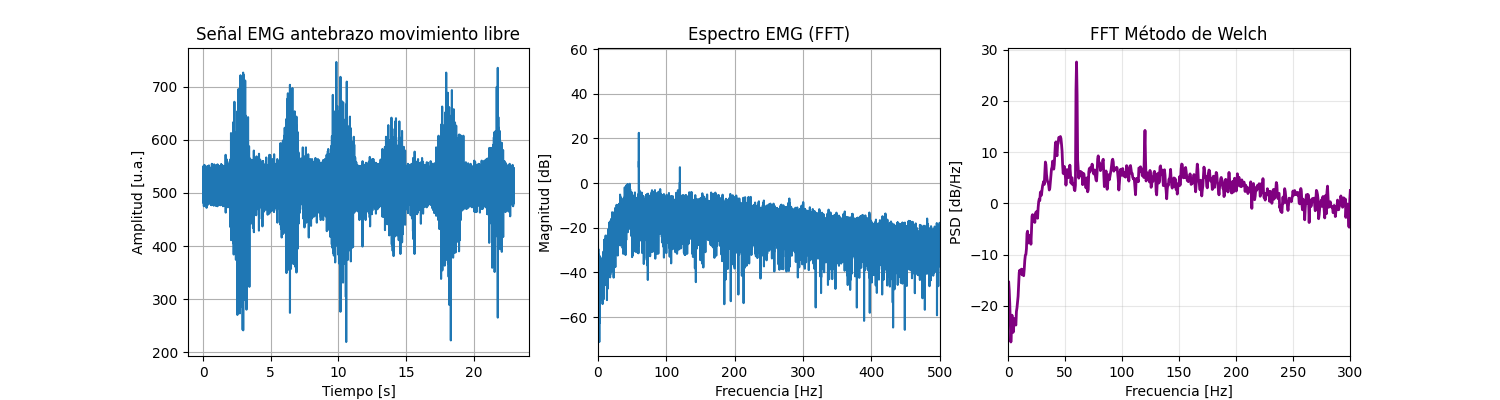 Señal EMG antebrazo movimiento libre
Amplitud [u.a.]
700
600
500
400
300
200
0 5 10 15 20
Tiempo [s]
Espectro EMG (FFT)
Magnitud [dB]
60
40
20
0
−20
−40
−60
0 100 200 300 400 500
Frecuencia [Hz]
FFT Método de Welch
PSD [dB/Hz]
30
20
10
0
−10
−20
0 50 100 150 200 250 300
Frecuencia [Hz]